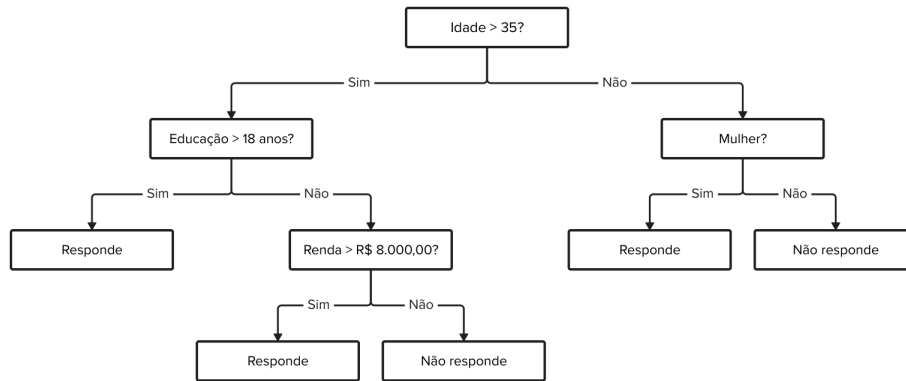 Idade > 35?
Sim
Não
Educação > 18 anos?
Mulher?
Sim
Não
Sim
Não
Responde
Renda > R$ 8.000,00?
Responde
Não responde
Sim
Não
Responde
Não responde